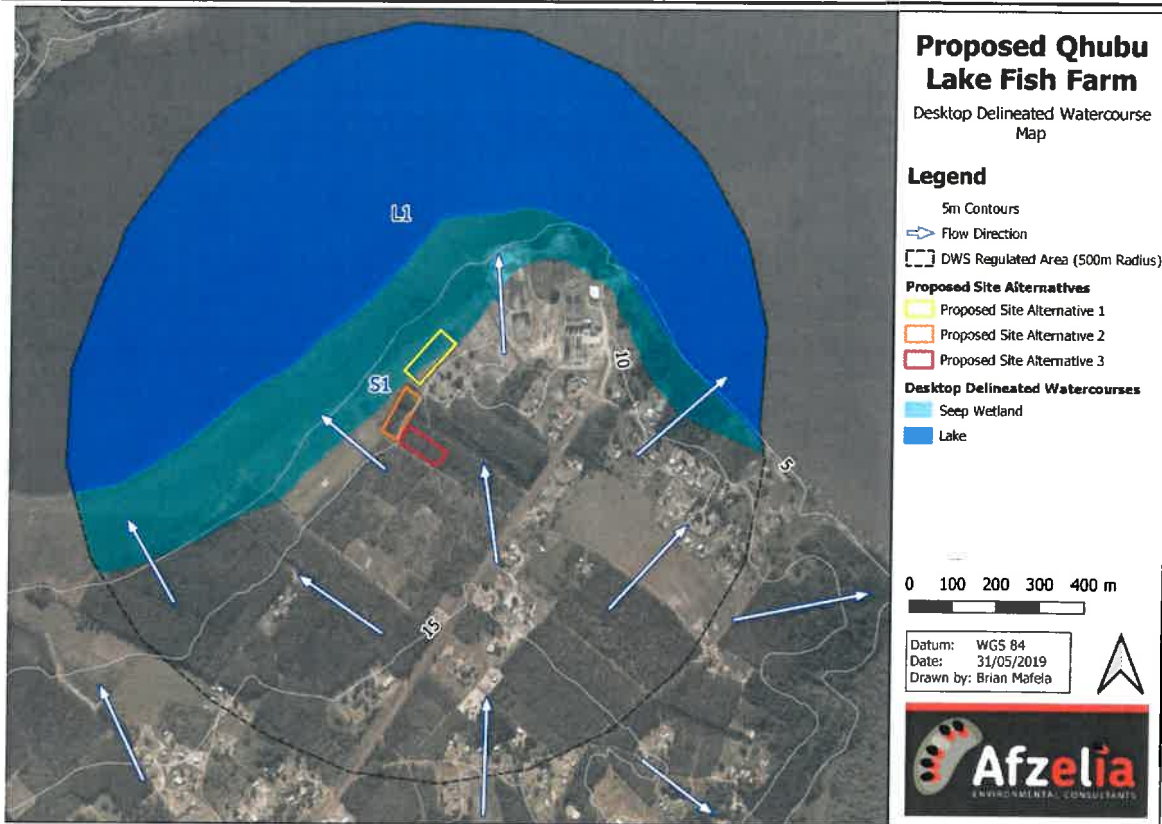 Proposed Qhubu
Lake Fish Farm
Desktop Delineated Watercourse
Map
Legend
5m Contours
Flow Direction
DWS Regulated Area (500m Radius)
Proposed Site Alternatives
Proposed Site Alternative 1
Proposed Site Alternative 2
Proposed Site Alternative 3
Desktop Delineated Watercourses
Seep Wetland
Lake
0 100 200 300 400 m
Datum: WGS 84
Date: 31/05/2019
Drawn by: Brian Mafela
Afzelia
ENVIRONMENTAL CONSULTANTS
L1
S1
10
5
15